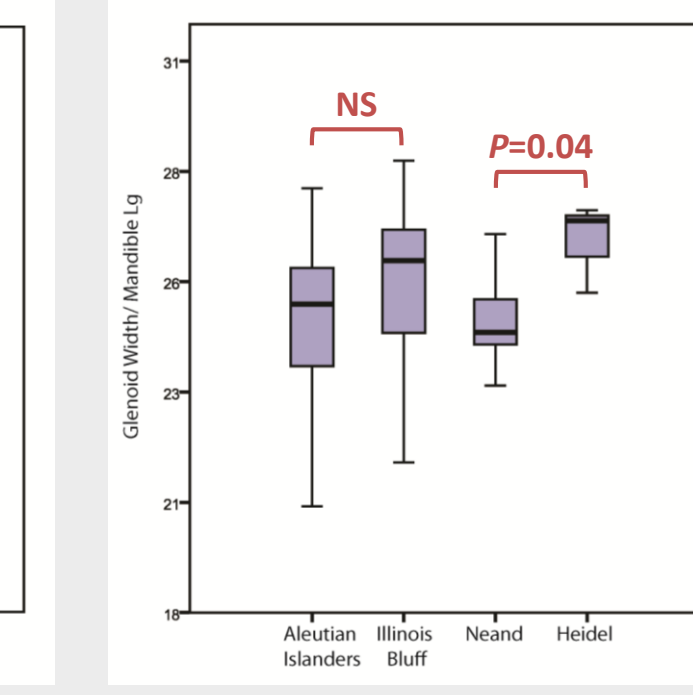 31
NS
P=0.04
28
Glenoid Width/ Mandible Lg
26
23
21
18
Aleutian Islanders
Illinois Bluff
Neand
Heidel